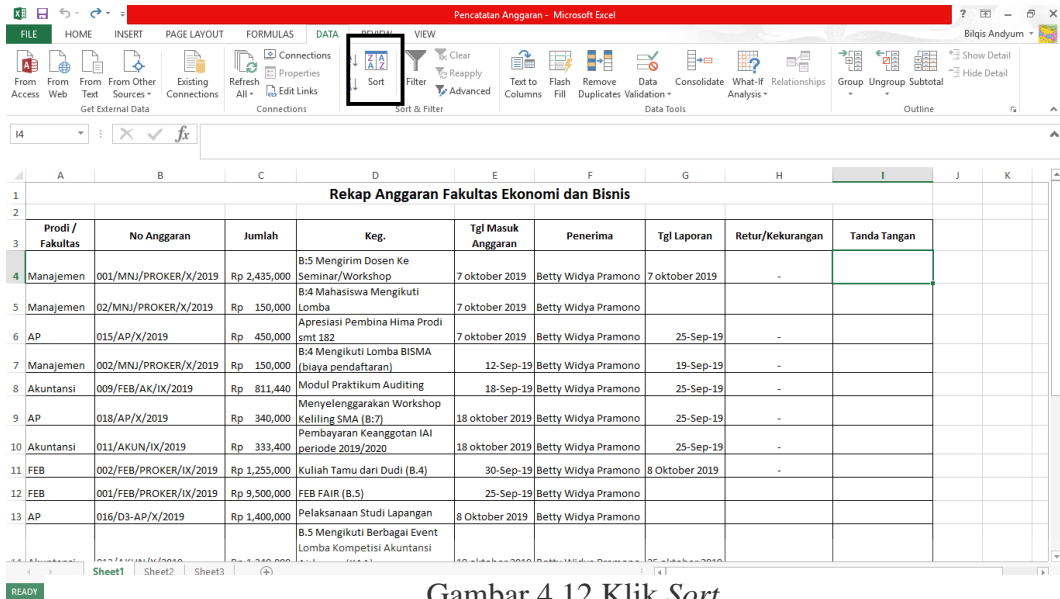 Pencatatan Anggaran - Microsoft Excel
FILE HOME INSERT PAGE LAYOUT FORMULAS DATA REVIEW VIEW Bilqis Andyum
From Access From Web From Text From Other Sources Existing Connections Refresh All Connections Properties Edit Links Sort Filter Clear Reapply Advanced Text to Columns Flash Fill Remove Duplicates Data Validation Consolidate What-If Analysis Relationships Group Ungroup Subtotal Show Detail Hide Detail
Get External Data Connections Sort & Filter Data Tools Outline
I4 fx
A B C D E F G H I J K
1 Rekap Anggaran Fakultas Ekonomi dan Bisnis
2
3 Prodi / Fakultas No Anggaran Jumlah Keg. Tgl Masuk Anggaran Penerima Tgl Laporan Retur/Kekurangan Tanda Tangan
4 Manajemen 001/MNJ/PROKER/X/2019 Rp 2,435,000 B:5 Mengirim Dosen Ke Seminar/Workshop 7 oktober 2019 Betty Widya Pramono 7 oktober 2019 -
5 Manajemen 02/MNJ/PROKER/X/2019 Rp 150,000 B:4 Mahasiswa Mengikuti Lomba 7 oktober 2019 Betty Widya Pramono
6 AP 015/AP/X/2019 Rp 450,000 Apresiasi Pembina Hima Prodi smt 182 7 oktober 2019 Betty Widya Pramono 25-Sep-19 -
7 Manajemen 002/MNJ/PROKER/X/2019 Rp 150,000 B:4 Mengikuti Lomba BISMA (biaya pendaftaran) 12-Sep-19 Betty Widya Pramono 19-Sep-19 -
8 Akuntansi 009/FEB/AK/IX/2019 Rp 811,440 Modul Praktikum Auditing 18-Sep-19 Betty Widya Pramono 25-Sep-19 -
9 AP 018/AP/X/2019 Rp 340,000 Menyelenggarakan Workshop Keliling SMA (B:7) 18 oktober 2019 Betty Widya Pramono 25-Sep-19 -
10 Akuntansi 011/AKUN/IX/2019 Rp 333,400 Pembayaran Keanggotan IAI periode 2019/2020 18 oktober 2019 Betty Widya Pramono 25-Sep-19 -
11 FEB 002/FEB/PROKER/IX/2019 Rp 1,255,000 Kuliah Tamu dari Dudi (B.4) 30-Sep-19 Betty Widya Pramono 8 Oktober 2019 -
12 FEB 001/FEB/PROKER/IX/2019 Rp 9,500,000 FEB FAIR (B.5) 25-Sep-19 Betty Widya Pramono
13 AP 016/D3-AP/X/2019 Rp 1,400,000 Pelaksanaan Studi Lapangan 8 Oktober 2019 Betty Widya Pramono
B.5 Mengikuti Berbagai Event
Lomba Kompetisi Akuntansi
Sheet1 Sheet2 Sheet3
READY
Gambar 4.12 Klik Sort